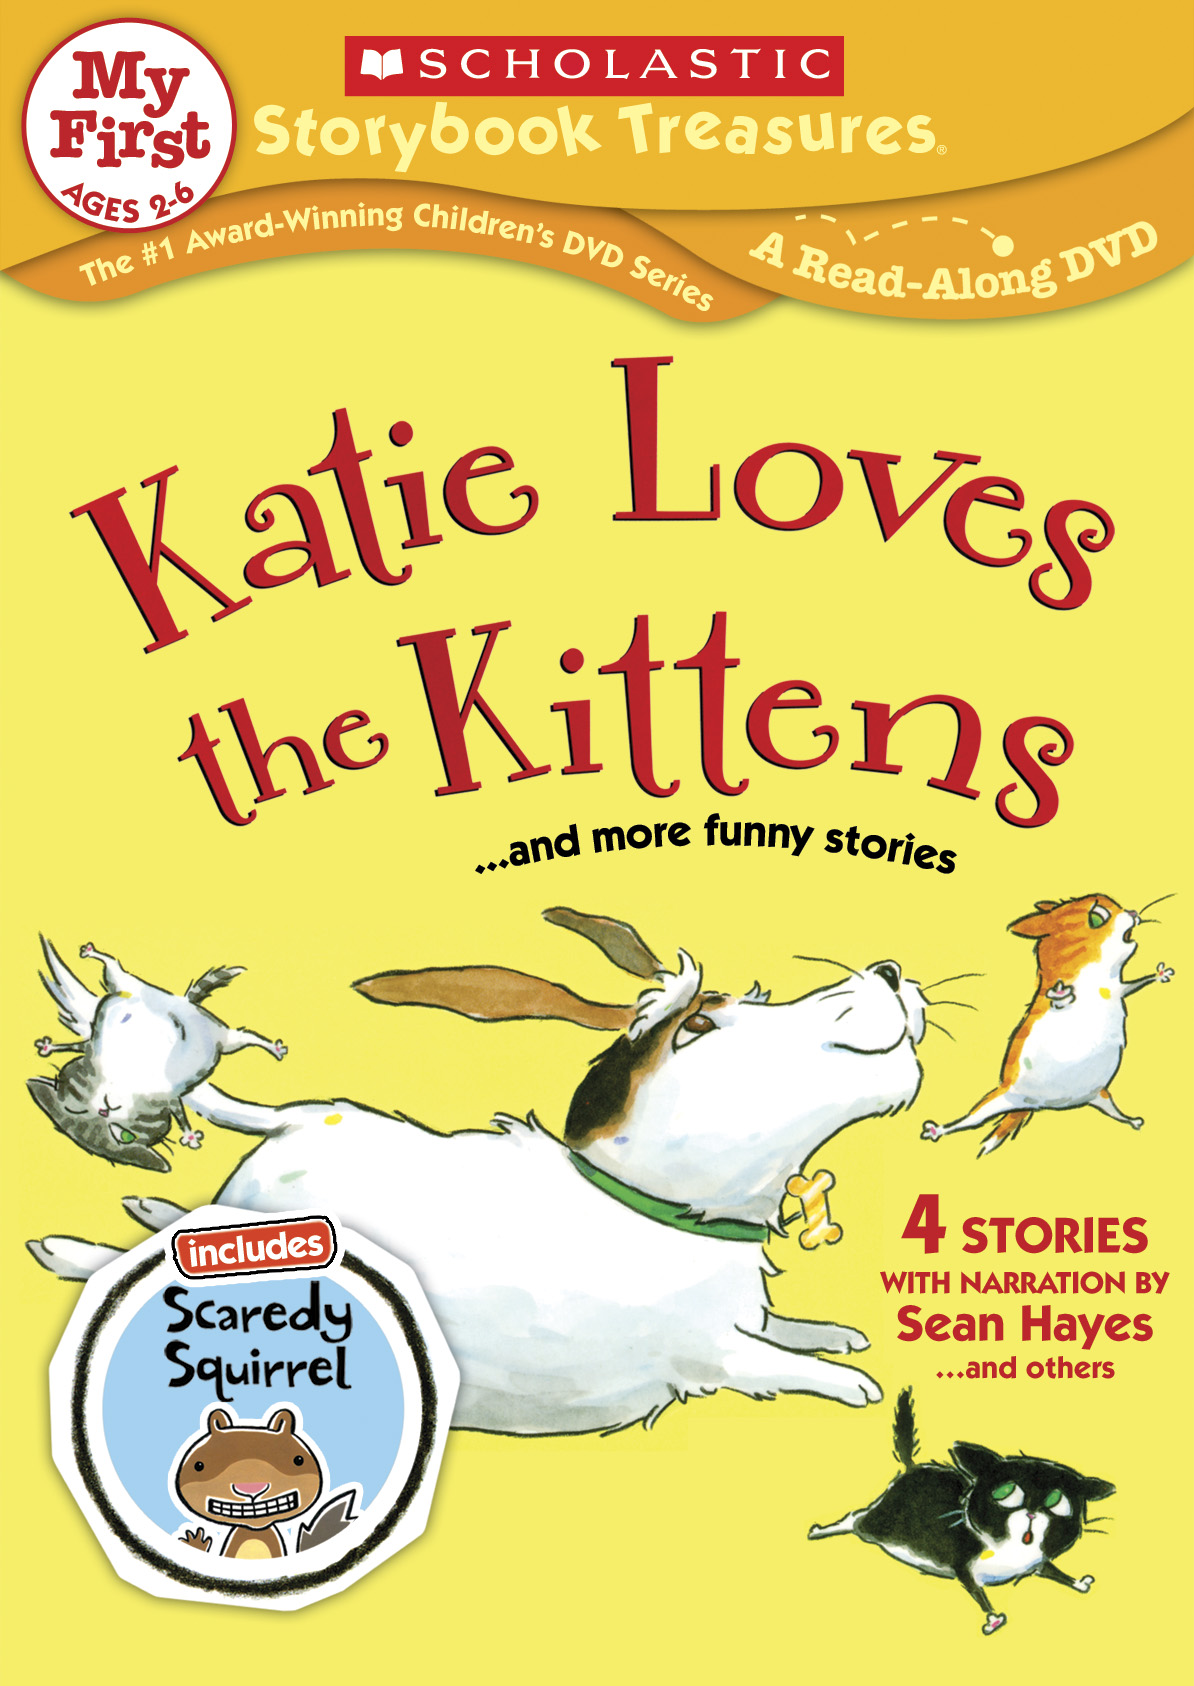 My
First
AGES 2-6
SCHOLASTIC
Storybook Treasures®
The #1 Award-Winning Children's DVD Series
A Read-Along DVD
Katie Loves
the Kittens
...and more funny stories
4 STORIES
WITH NARRATION BY
Sean Hayes
...and others
includes
Scaredy
Squirrel